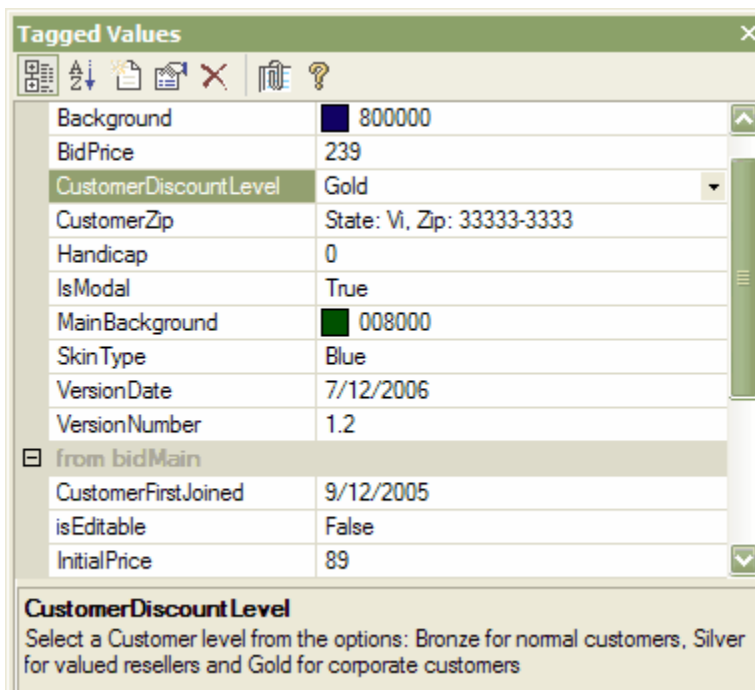 Tagged Values
Background 800000
BidPrice 239
CustomerDiscountLevel Gold
CustomerZip State: Vi, Zip: 33333-3333
Handicap 0
IsModal True
MainBackground 008000
SkinType Blue
VersionDate 7/12/2006
VersionNumber 1.2
from bidMain
CustomerFirstJoined 9/12/2005
isEditable False
InitialPrice 89
CustomerDiscountLevel
Select a Customer level from the options: Bronze for normal customers, Silver
for valued resellers and Gold for corporate customers